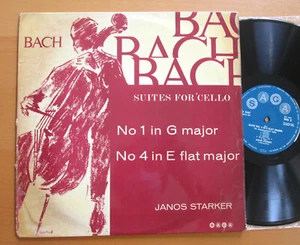 BACH
BACH
BACH
BACH
SUITES FOR 'CELLO
No 1 in G major
No 4 in E flat major
JANOS STARKER
SAGA
SAGA